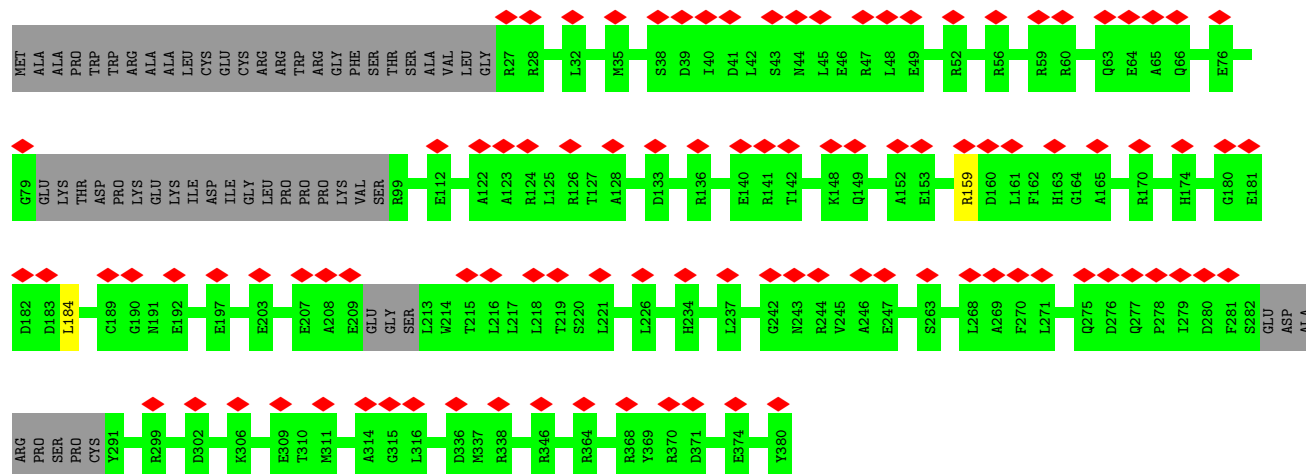 MET ALA ALA PRO TRP TRP ARG ALA ALA LEU CYS GLU CYS ARG ARG TRP ARG GLY PHE SER THR SER ALA VAL LEU GLY R27 R28 L32 M35 S38 D39 I40 D41 L42 S43 N44 L45 E46 R47 L48 E49 R52 R56 R59 R60 Q63 E64 A65 Q66 E76
G79 GLU LYS THR ASP PRO LYS GLU LYS ILE ASP ILE GLY LEU PRO PRO PRO LYS VAL SER R99 E112 A122 A123 R124 L125 R126 T127 A128 D133 R136 E140 R141 T142 K148 Q149 A152 E153 R159 D160 L161 F162 H163 G164 A165 R170 H174 G180 E181
D182 D183 L184 C189 G190 N191 E192 E197 E203 E207 A208 E209 GLU GLY SER L213 W214 T215 L216 L217 L218 T219 S220 L221 L226 H234 L237 G242 N243 R244 V245 A246 E247 S263 L268 A269 F270 L271 Q275 D276 Q277 P278 I279 D280 F281 S282 GLU ASP ALA
ARG PRO SER PRO CYS Y291 R299 D302 K306 E309 T310 M311 A314 G315 L316 D336 M337 R338 R346 R364 R368 Y369 R370 D371 E374 Y380